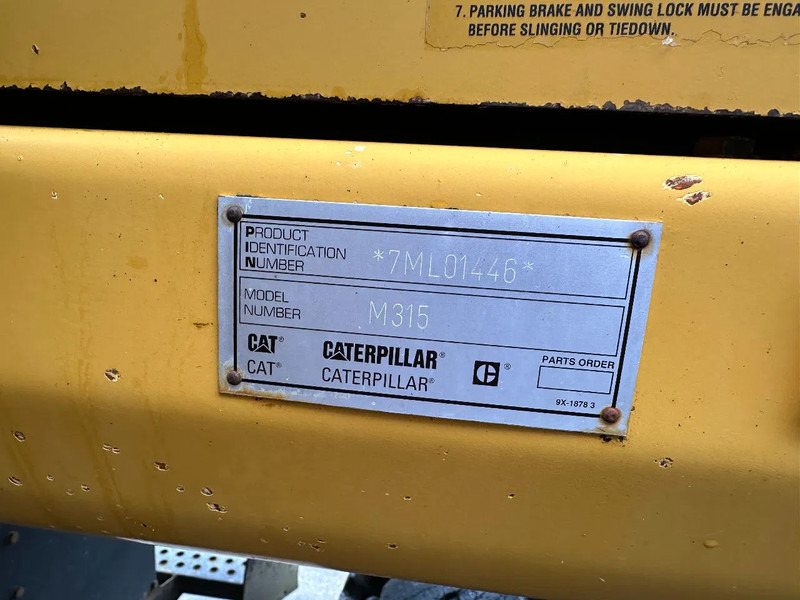 7. PARKING BRAKE AND SWING LOCK MUST BE ENGA
BEFORE SLINGING OR TIEDOWN.
PRODUCT
IDENTIFICATION
NUMBER
*7ML01446*
MODEL
NUMBER
M315
CAT® CATERPILLAR® C®
CAT® CATERPILLAR®
PARTS ORDER
9X-1878 3